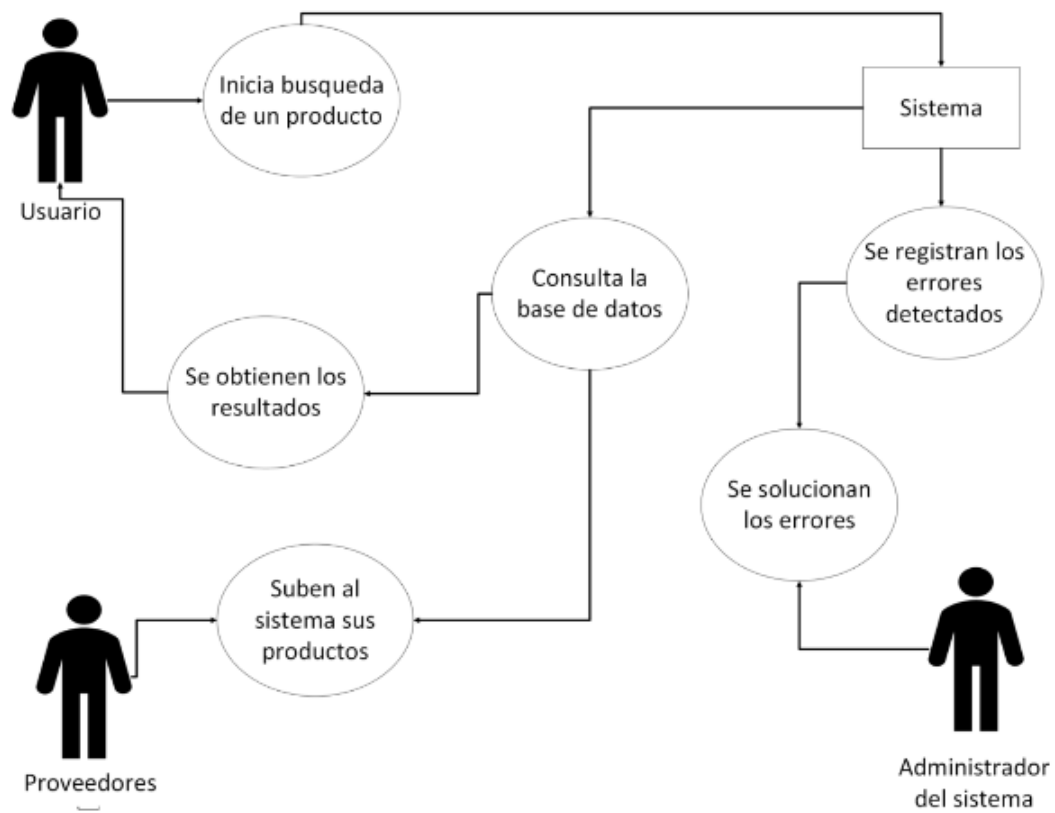 Inicia busqueda
de un producto
Sistema
Usuario
Se registran los
errores
detectados
Consulta la
base de datos
Se obtienen los
resultados
Se solucionan
los errores
Suben al
sistema sus
productos
Proveedores
Administrador
del sistema